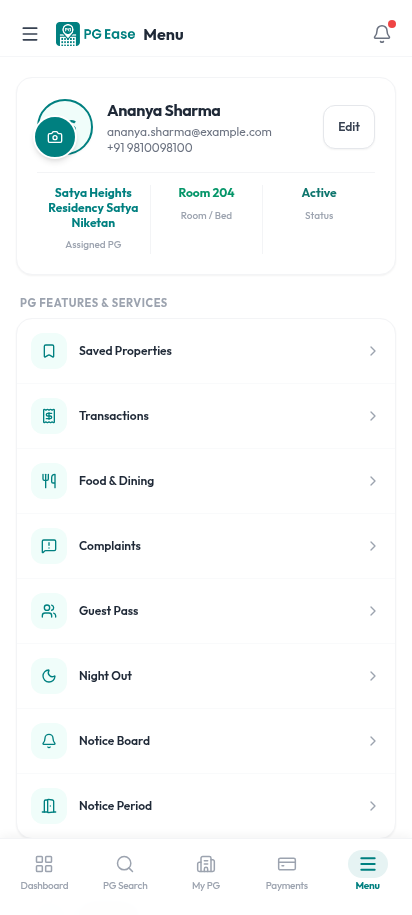 PG Ease Menu
Ananya Sharma
ananya.sharma@example.com
+91 9810098100
Edit
Satya Heights
Residency Satya
Niketan
Assigned PG
Room 204
Room / Bed
Active
Status
PG FEATURES & SERVICES
Saved Properties
Transactions
Food & Dining
Complaints
Guest Pass
Night Out
Notice Board
Notice Period
Dashboard
PG Search
My PG
Payments
Menu